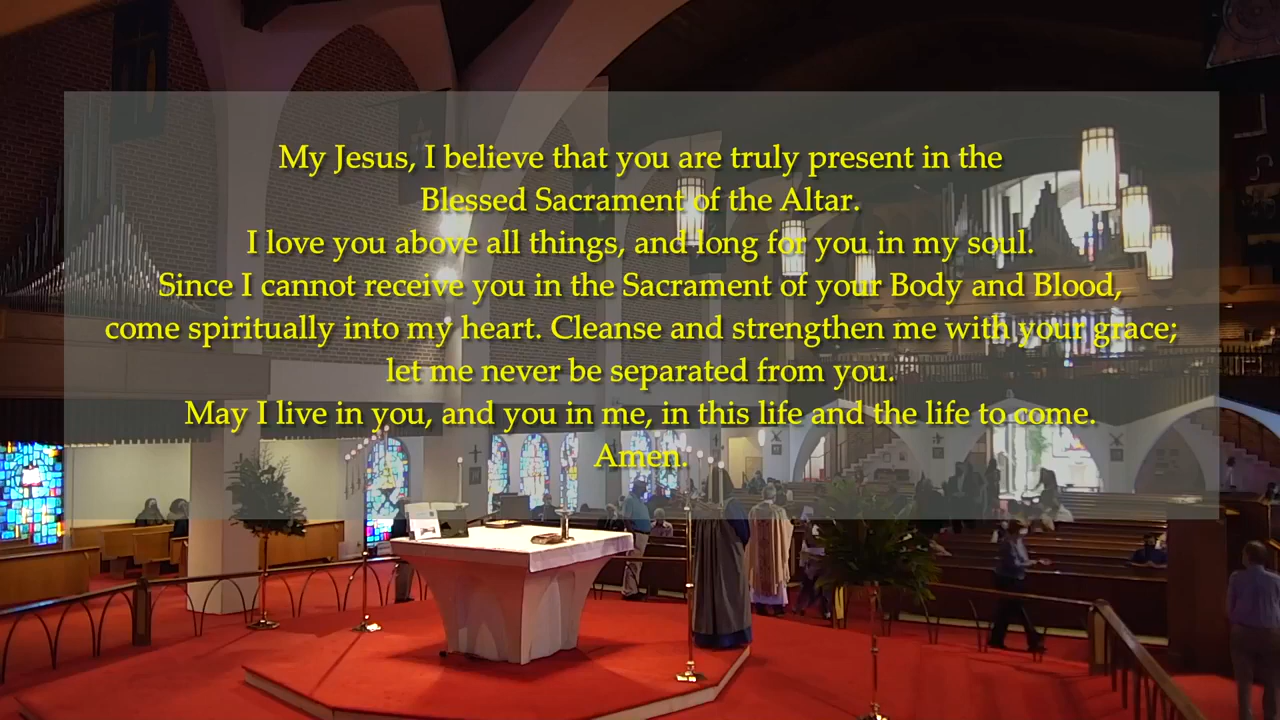 My Jesus, I believe that you are truly present in the
Blessed Sacrament of the Altar.
I love you above all things, and long for you in my soul.
Since I cannot receive you in the Sacrament of your Body and Blood,
come spiritually into my heart. Cleanse and strengthen me with your grace;
let me never be separated from you.
May I live in you, and you in me, in this life and the life to come.
Amen.